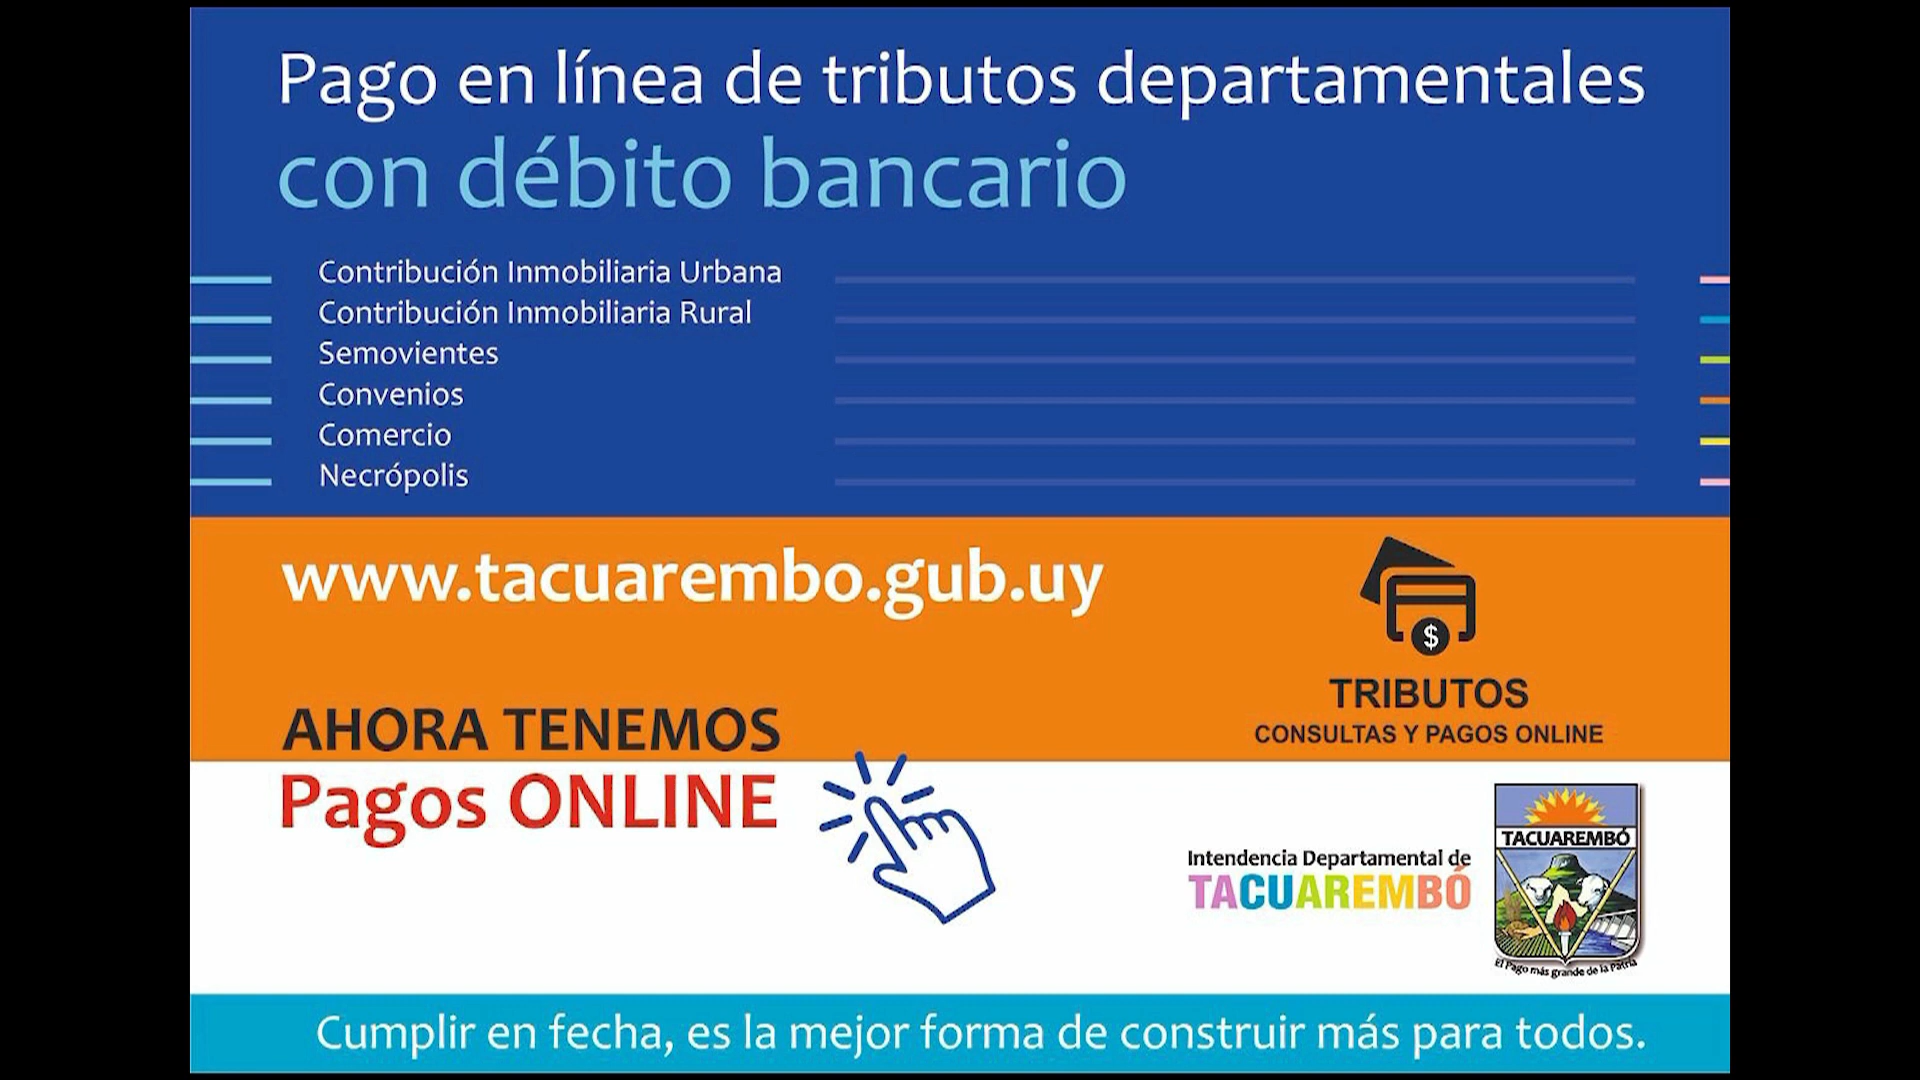 Pago en línea de tributos departamentales
con débito bancario
Contribución Inmobiliaria Urbana
Contribución Inmobiliaria Rural
Semovientes
Convenios
Comercio
Necrópolis
www.tacuarembo.gub.uy
$
TRIBUTOS
CONSULTAS Y PAGOS ONLINE
AHORA TENEMOS
Pagos ONLINE
Intendencia Departamental de
TACUAREMBÓ
TACUAREMBÓ
El Pago más grande de la Patria
Cumplir en fecha, es la mejor forma de construir más para todos.